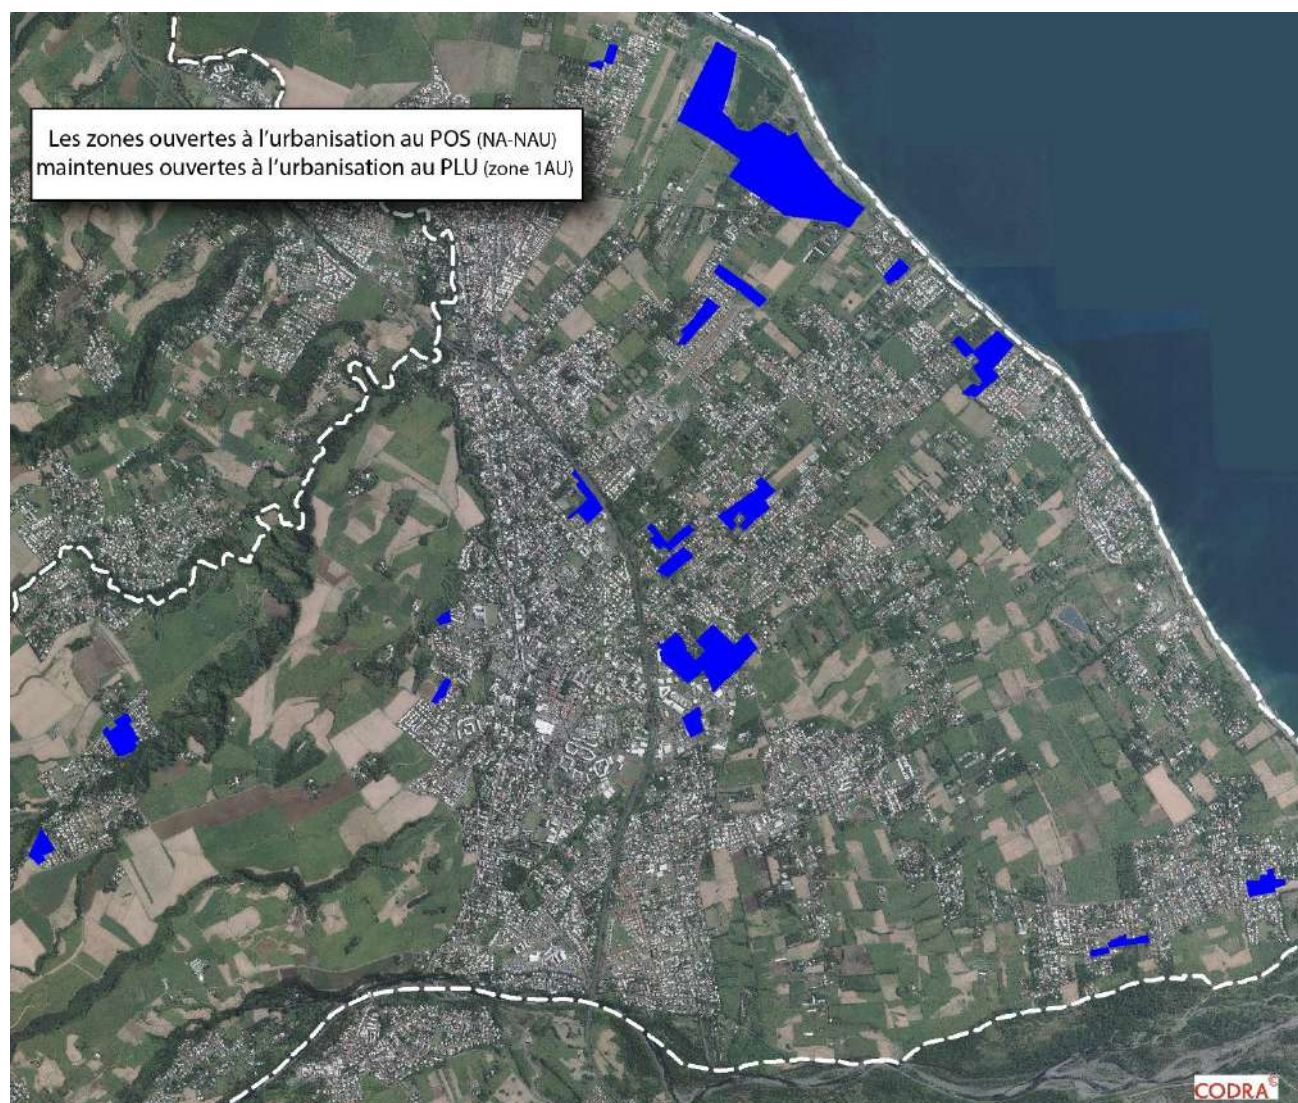 Les zones ouvertes à l'urbanisation au POS (NA-NAU)
maintenues ouvertes à l'urbanisation au PLU (zone 1AU)
CODRA©